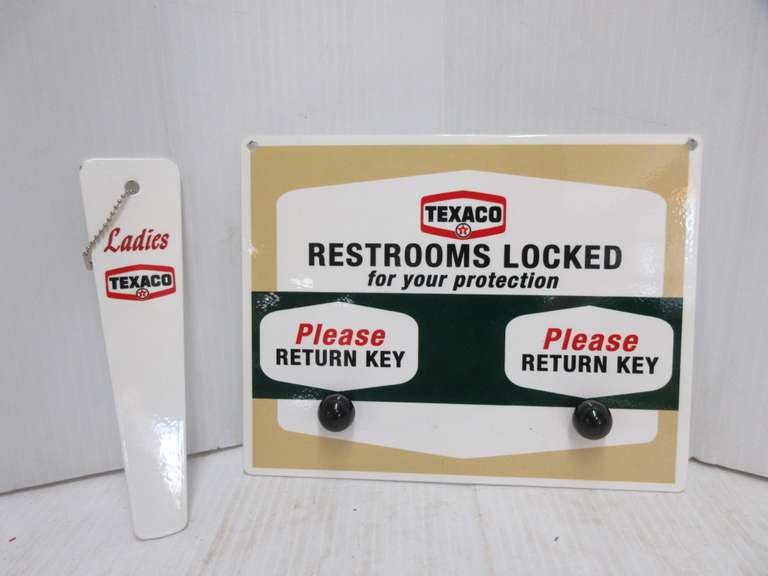 Ladies
TEXACO
TEXACO
RESTROOMS LOCKED
for your protection
Please
RETURN KEY
Please
RETURN KEY